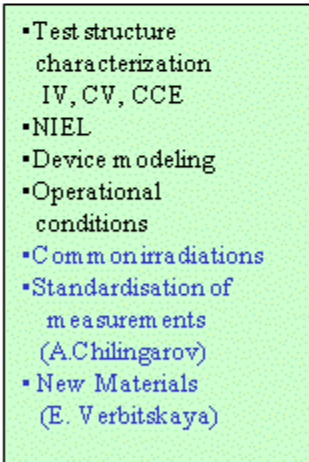 ▪Test structure
characterization
IV, CV, CCE
▪NIEL
▪Device modeling
▪Operational
conditions
▪Common irradiations
▪Standardisation of
measurements
(A.Chilingarov)
▪ New Materials
(E. Verbitskaya)